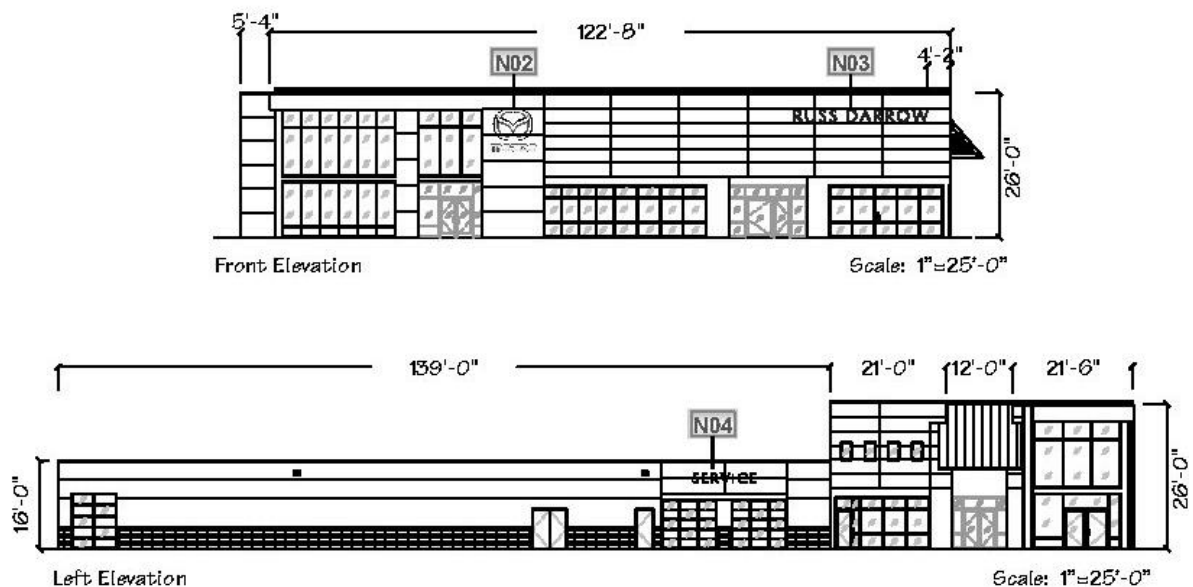 5'-4"
122'-8"
4'-2"
N02
N03
RUSS DARROW
26'-0"
Front Elevation
Scale: 1"=25'-0"
139'-0"
21'-0"
12'-0"
21'-6"
N04
SERVICE
16'-0"
26'-0"
Left Elevation
Scale: 1"=25'-0"